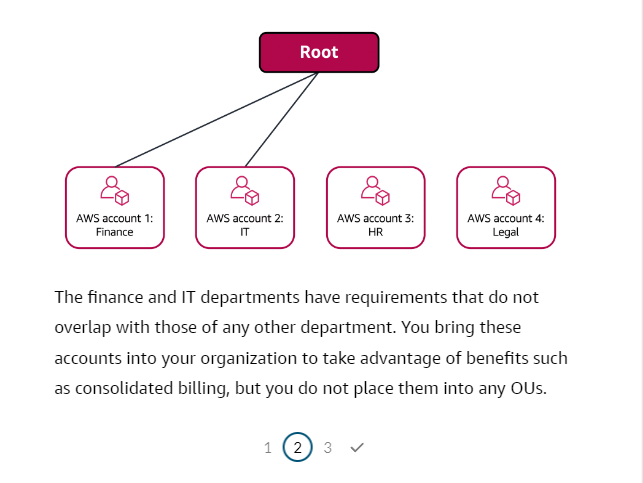 Root
AWS account 1:
Finance
AWS account 2:
IT
AWS account 3:
HR
AWS account 4:
Legal
The finance and IT departments have requirements that do not
overlap with those of any other department. You bring these
accounts into your organization to take advantage of benefits such
as consolidated billing, but you do not place them into any OUs.
1 2 3